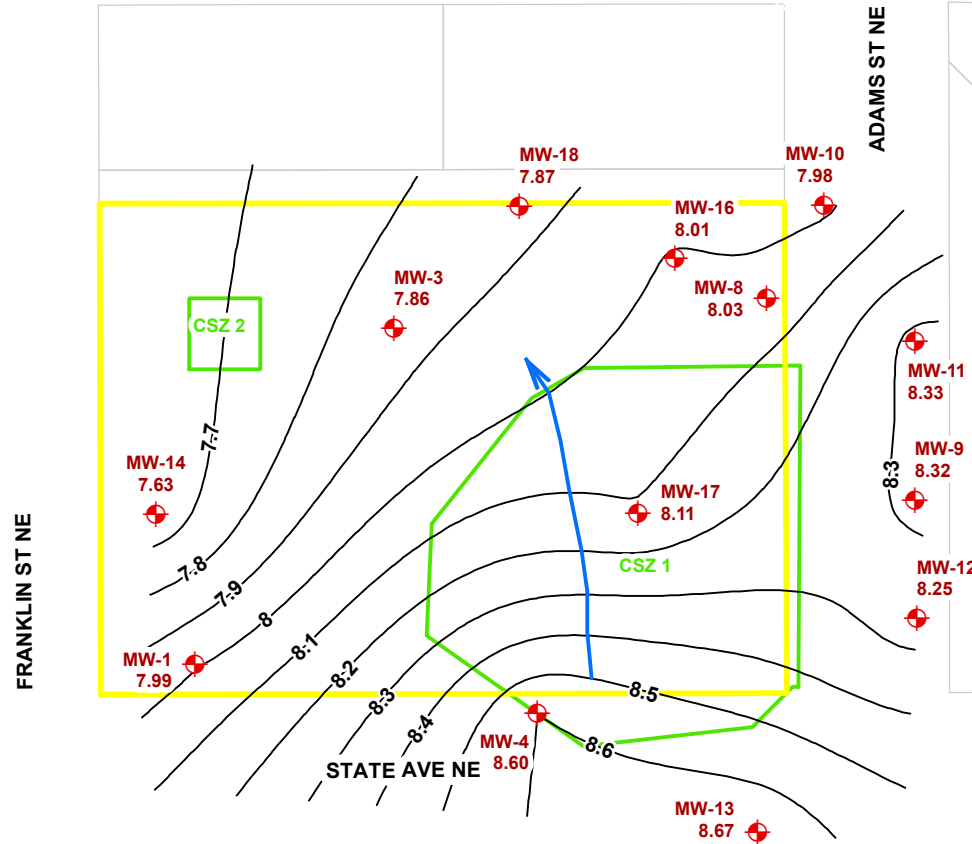 ADAMS ST NE
MW-18
7.87
MW-10
7.98
MW-16
8.01
MW-3
7.86
MW-8
8.03
CSZ 2
MW-11
8.33
7.7
MW-14
7.63
MW-9
8.32
8.3
MW-17
8.11
FRANKLIN ST NE
CSZ 1
7.8
7.9
MW-12
8.25
8
8.1
MW-1
7.99
8.2
8.3
8.5
8.4
MW-4
8.60
8.6
STATE AVE NE
MW-13
8.67